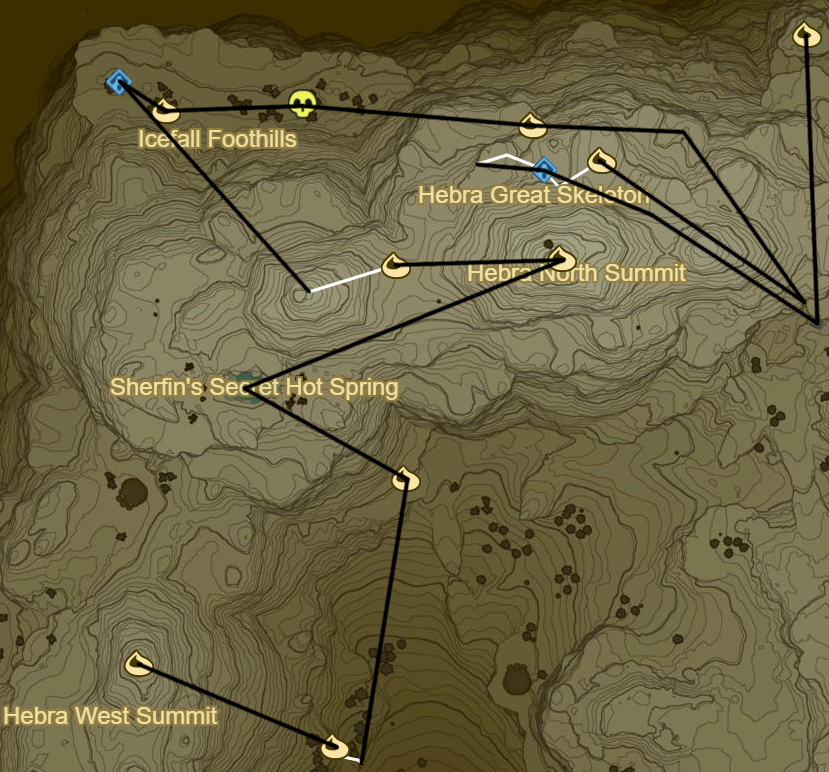 Icefall Foothills
Hebra Great Skeleton
Hebra North Summit
Sherfin's Secret Hot Spring
Hebra West Summit